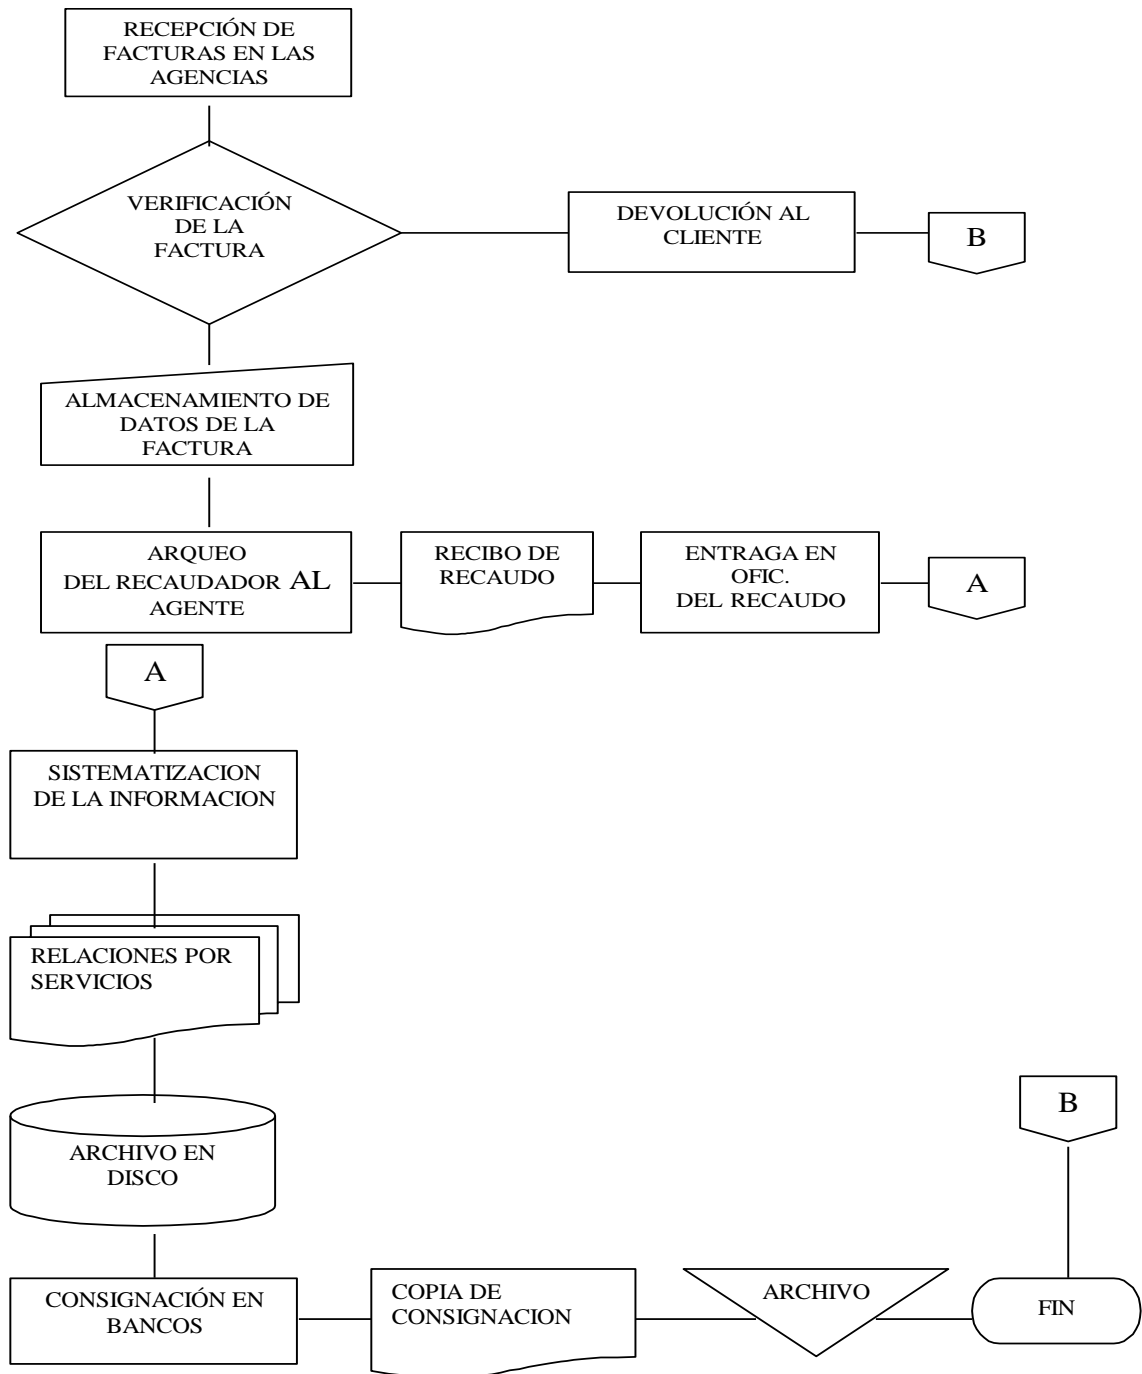 RECEPCIÓN DE
FACTURAS EN LAS
AGENCIAS
VERIFICACIÓN
DE LA
FACTURA
DEVOLUCIÓN AL
CLIENTE
B
ALMACENAMIENTO DE
DATOS DE LA
FACTURA
ARQUEO
DEL RECAUDADOR AL
AGENTE
RECIBO DE
RECAUDO
ENTRAGA EN
OFIC.
DEL RECAUDO
A
A
SISTEMATIZACION
DE LA INFORMACION
RELACIONES POR
SERVICIOS
ARCHIVO EN
DISCO
CONSIGNACIÓN EN
BANCOS
COPIA DE
CONSIGNACION
ARCHIVO
B
FIN